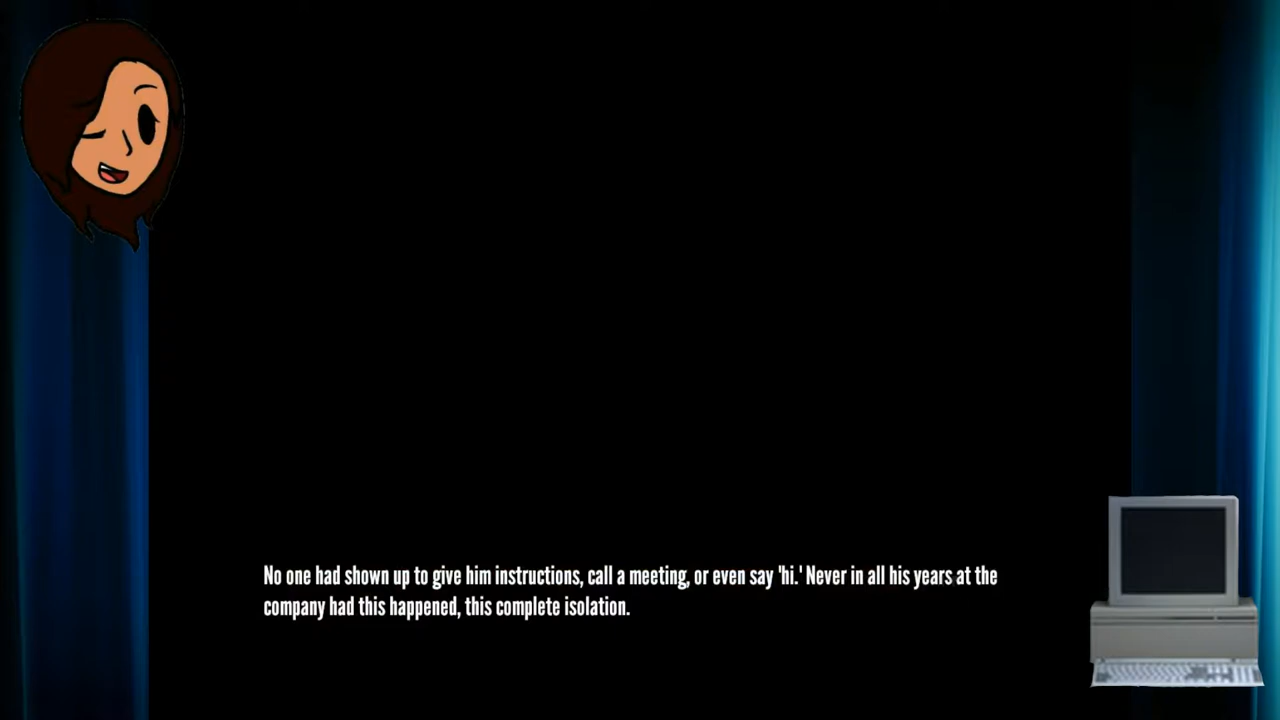 No one had shown up to give him instructions, call a meeting, or even say 'hi.' Never in all his years at the
company had this happened, this complete isolation.